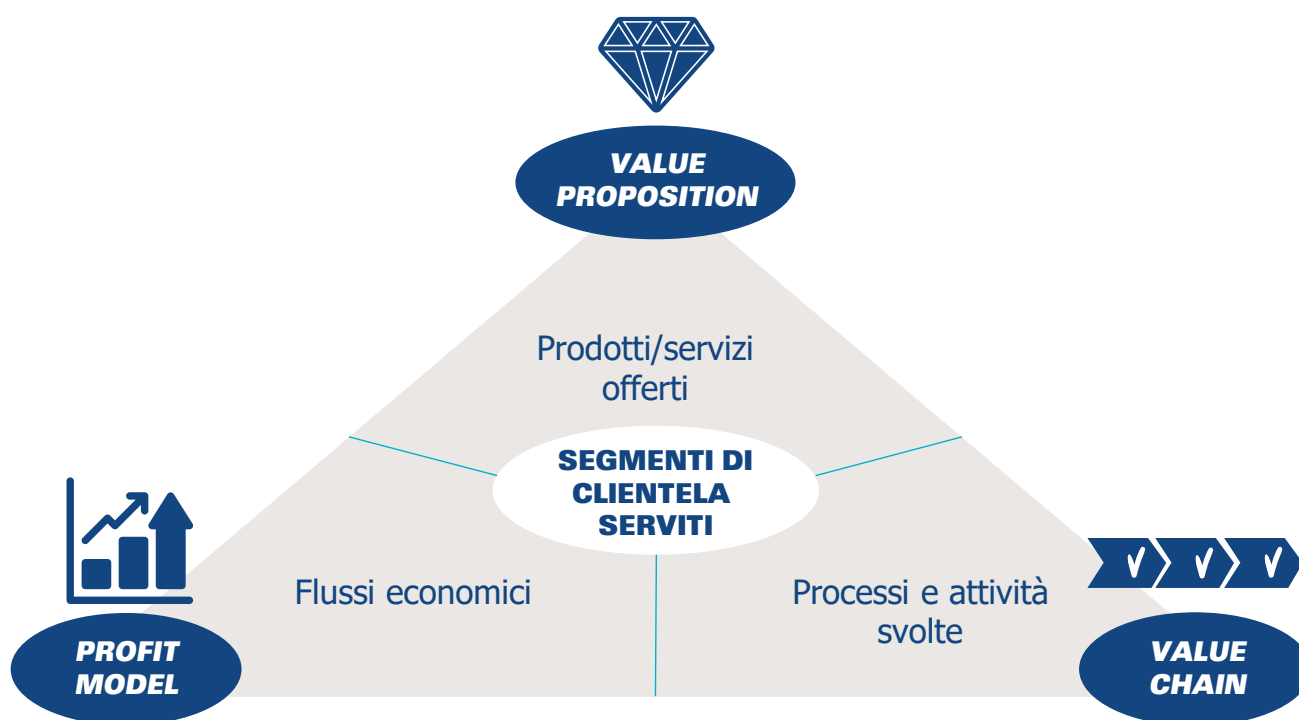 VALUE
PROPOSITION
Prodotti/servizi
offerti
SEGMENTI DI
CLIENTELA
SERVITI
Flussi economici
Processi e attività
svolte
PROFIT
MODEL
VALUE
CHAIN